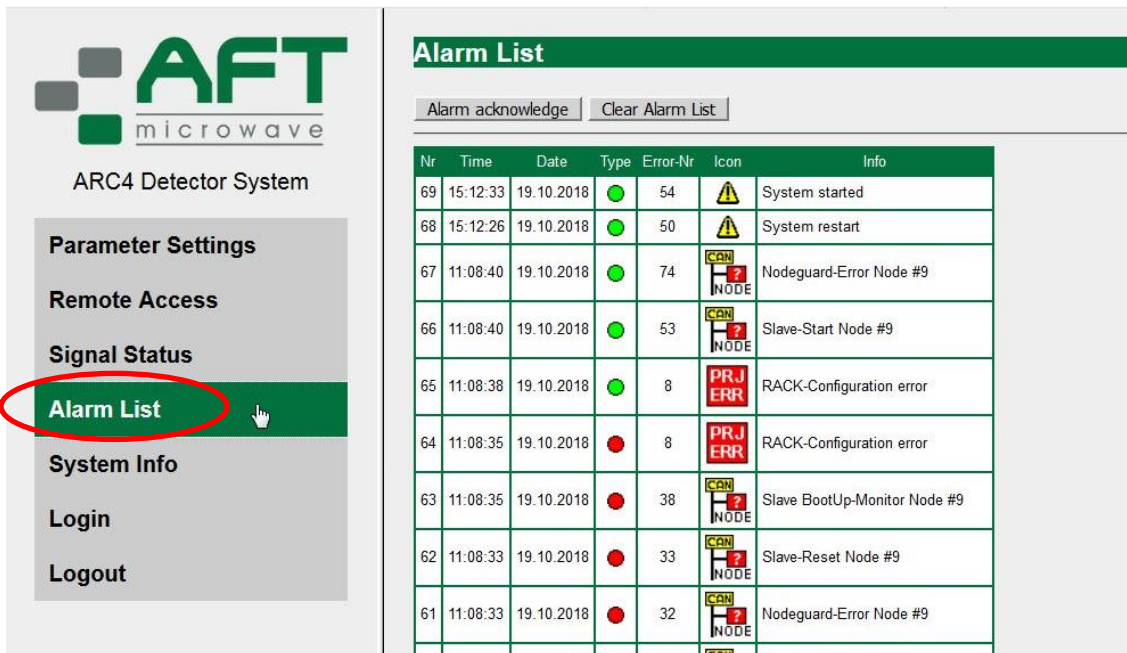 AFT
microwave
ARC4 Detector System
Parameter Settings
Remote Access
Signal Status
Alarm List
System Info
Login
Logout
Alarm List
Alarm acknowledge Clear Alarm List
Nr Time Date Type Error-Nr Icon Info
69 15:12:33 19.10.2018 54 System started
68 15:12:26 19.10.2018 50 System restart
67 11:08:40 19.10.2018 74 CAN ? NODE Nodeguard-Error Node #9
66 11:08:40 19.10.2018 53 CAN ? NODE Slave-Start Node #9
65 11:08:38 19.10.2018 8 PRJ ERR RACK-Configuration error
64 11:08:35 19.10.2018 8 PRJ ERR RACK-Configuration error
63 11:08:35 19.10.2018 38 CAN ? NODE Slave BootUp-Monitor Node #9
62 11:08:33 19.10.2018 33 CAN ? NODE Slave-Reset Node #9
61 11:08:33 19.10.2018 32 CAN ? NODE Nodeguard-Error Node #9